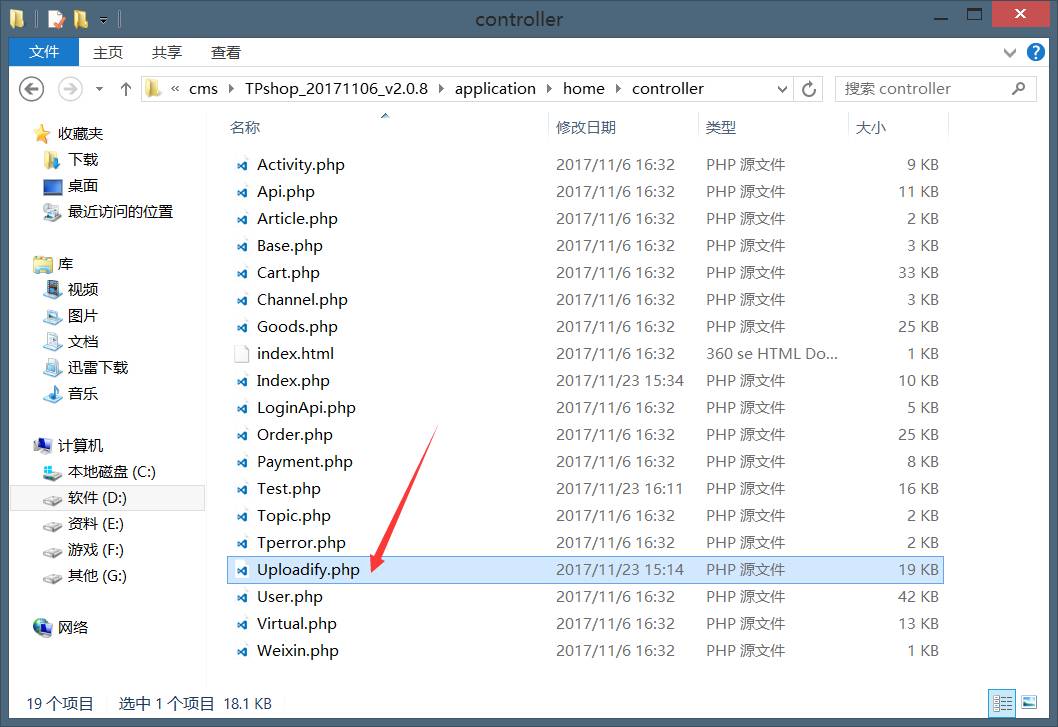 controller
文件 主页 共享 查看
« cms TPshop_20171106_v2.0.8 application home controller 搜索 controller
名称 修改日期 类型 大小
收藏夹
下载
桌面
最近访问的位置
库
视频
图片
文档
迅雷下载
音乐
计算机
本地磁盘 (C:)
软件 (D:)
资料 (E:)
游戏 (F:)
其他 (G:)
网络
Activity.php 2017/11/6 16:32 PHP 源文件 9 KB
Api.php 2017/11/6 16:32 PHP 源文件 11 KB
Article.php 2017/11/6 16:32 PHP 源文件 2 KB
Base.php 2017/11/6 16:32 PHP 源文件 3 KB
Cart.php 2017/11/6 16:32 PHP 源文件 33 KB
Channel.php 2017/11/6 16:32 PHP 源文件 3 KB
Goods.php 2017/11/6 16:32 PHP 源文件 25 KB
index.html 2017/11/6 16:32 360 se HTML Do... 1 KB
Index.php 2017/11/23 15:34 PHP 源文件 10 KB
LoginApi.php 2017/11/6 16:32 PHP 源文件 5 KB
Order.php 2017/11/6 16:32 PHP 源文件 25 KB
Payment.php 2017/11/6 16:32 PHP 源文件 8 KB
Test.php 2017/11/23 16:11 PHP 源文件 16 KB
Topic.php 2017/11/6 16:32 PHP 源文件 2 KB
Tperror.php 2017/11/6 16:32 PHP 源文件 2 KB
Uploadify.php 2017/11/23 15:14 PHP 源文件 19 KB
User.php 2017/11/6 16:32 PHP 源文件 42 KB
Virtual.php 2017/11/6 16:32 PHP 源文件 13 KB
Weixin.php 2017/11/6 16:32 PHP 源文件 1 KB
19 个项目 选中 1 个项目 18.1 KB